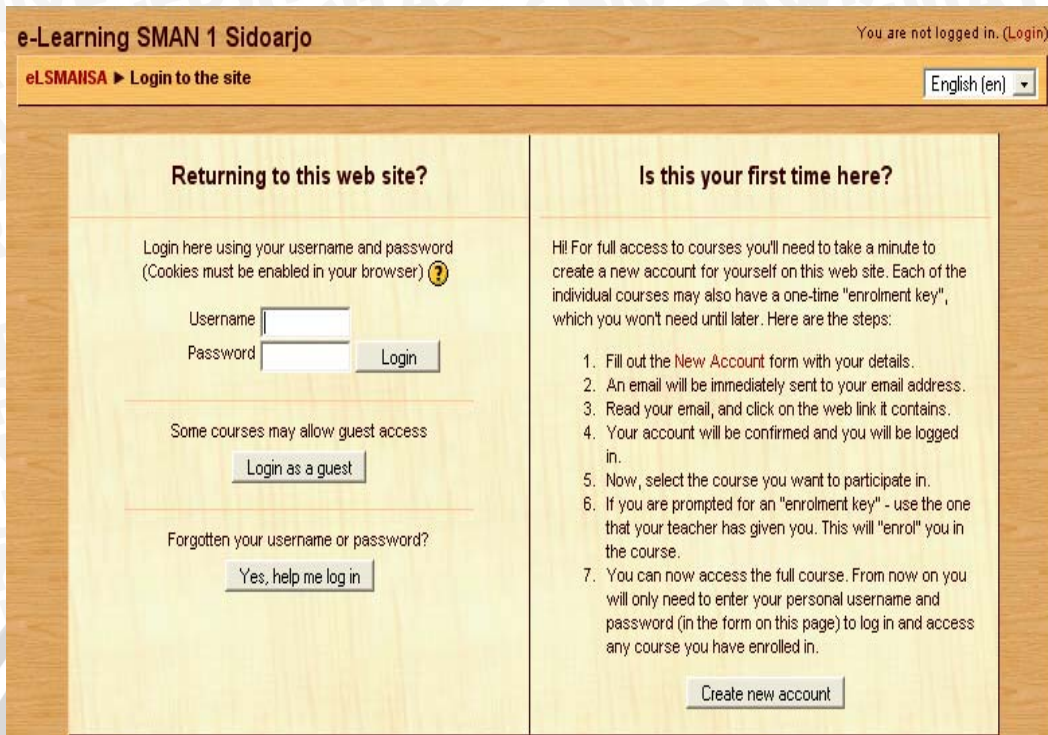 e-Learning SMAN 1 Sidoarjo
You are not logged in. (Login)
eLSMANSA ► Login to the site
English (en)
Returning to this web site?
Login here using your username and password
(Cookies must be enabled in your browser) ?
Username
Password
Login
Some courses may allow guest access
Login as a guest
Forgotten your username or password?
Yes, help me log in
Is this your first time here?
Hi! For full access to courses you'll need to take a minute to
create a new account for yourself on this web site. Each of the
individual courses may also have a one-time "enrolment key",
which you won't need until later. Here are the steps:
1. Fill out the New Account form with your details.
2. An email will be immediately sent to your email address.
3. Read your email, and click on the web link it contains.
4. Your account will be confirmed and you will be logged
in.
5. Now, select the course you want to participate in.
6. If you are prompted for an "enrolment key" - use the one
that your teacher has given you. This will "enrol" you in
the course.
7. You can now access the full course. From now on you
will only need to enter your personal username and
password (in the form on this page) to log in and access
any course you have enrolled in.
Create new account